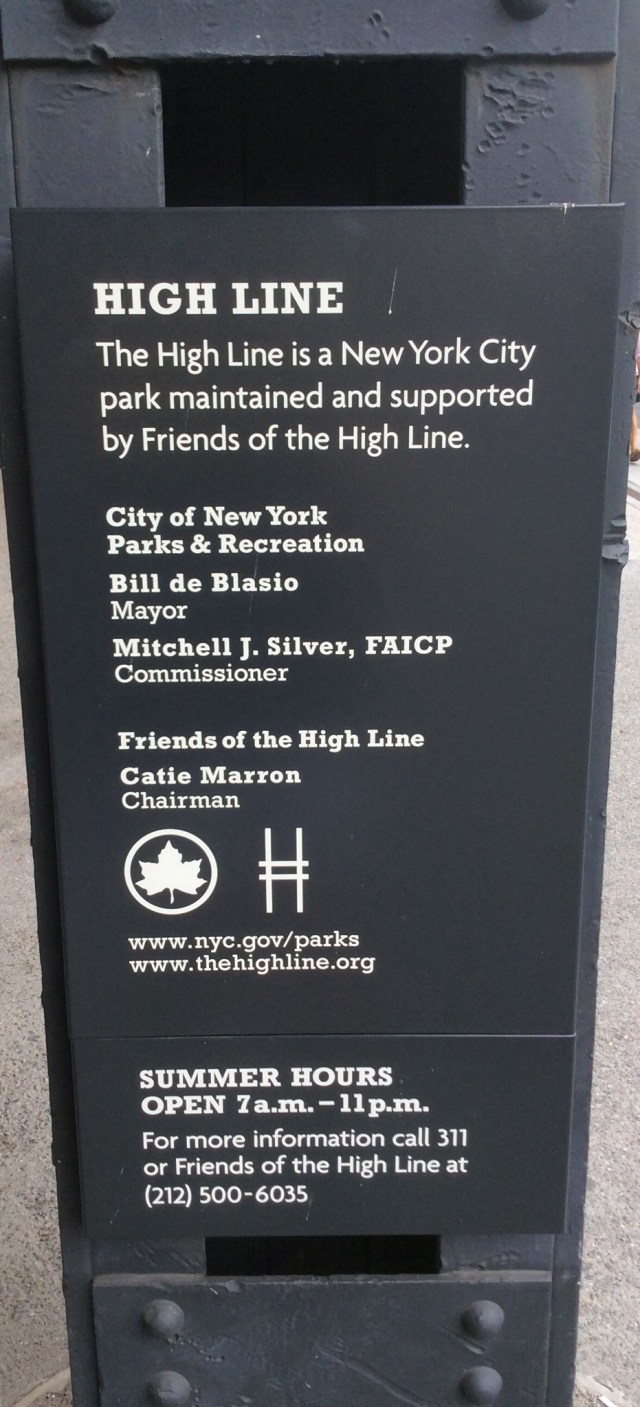 HIGH LINE
The High Line is a New York City
park maintained and supported
by Friends of the High Line.
City of New York
Parks & Recreation
Bill de Blasio
Mayor
Mitchell J. Silver, FAICP
Commissioner
Friends of the High Line
Catie Marron
Chairman
www.nyc.gov/parks
www.thehighline.org
SUMMER HOURS
OPEN 7a.m. – 11p.m.
For more information call 311
or Friends of the High Line at
(212) 500-6035